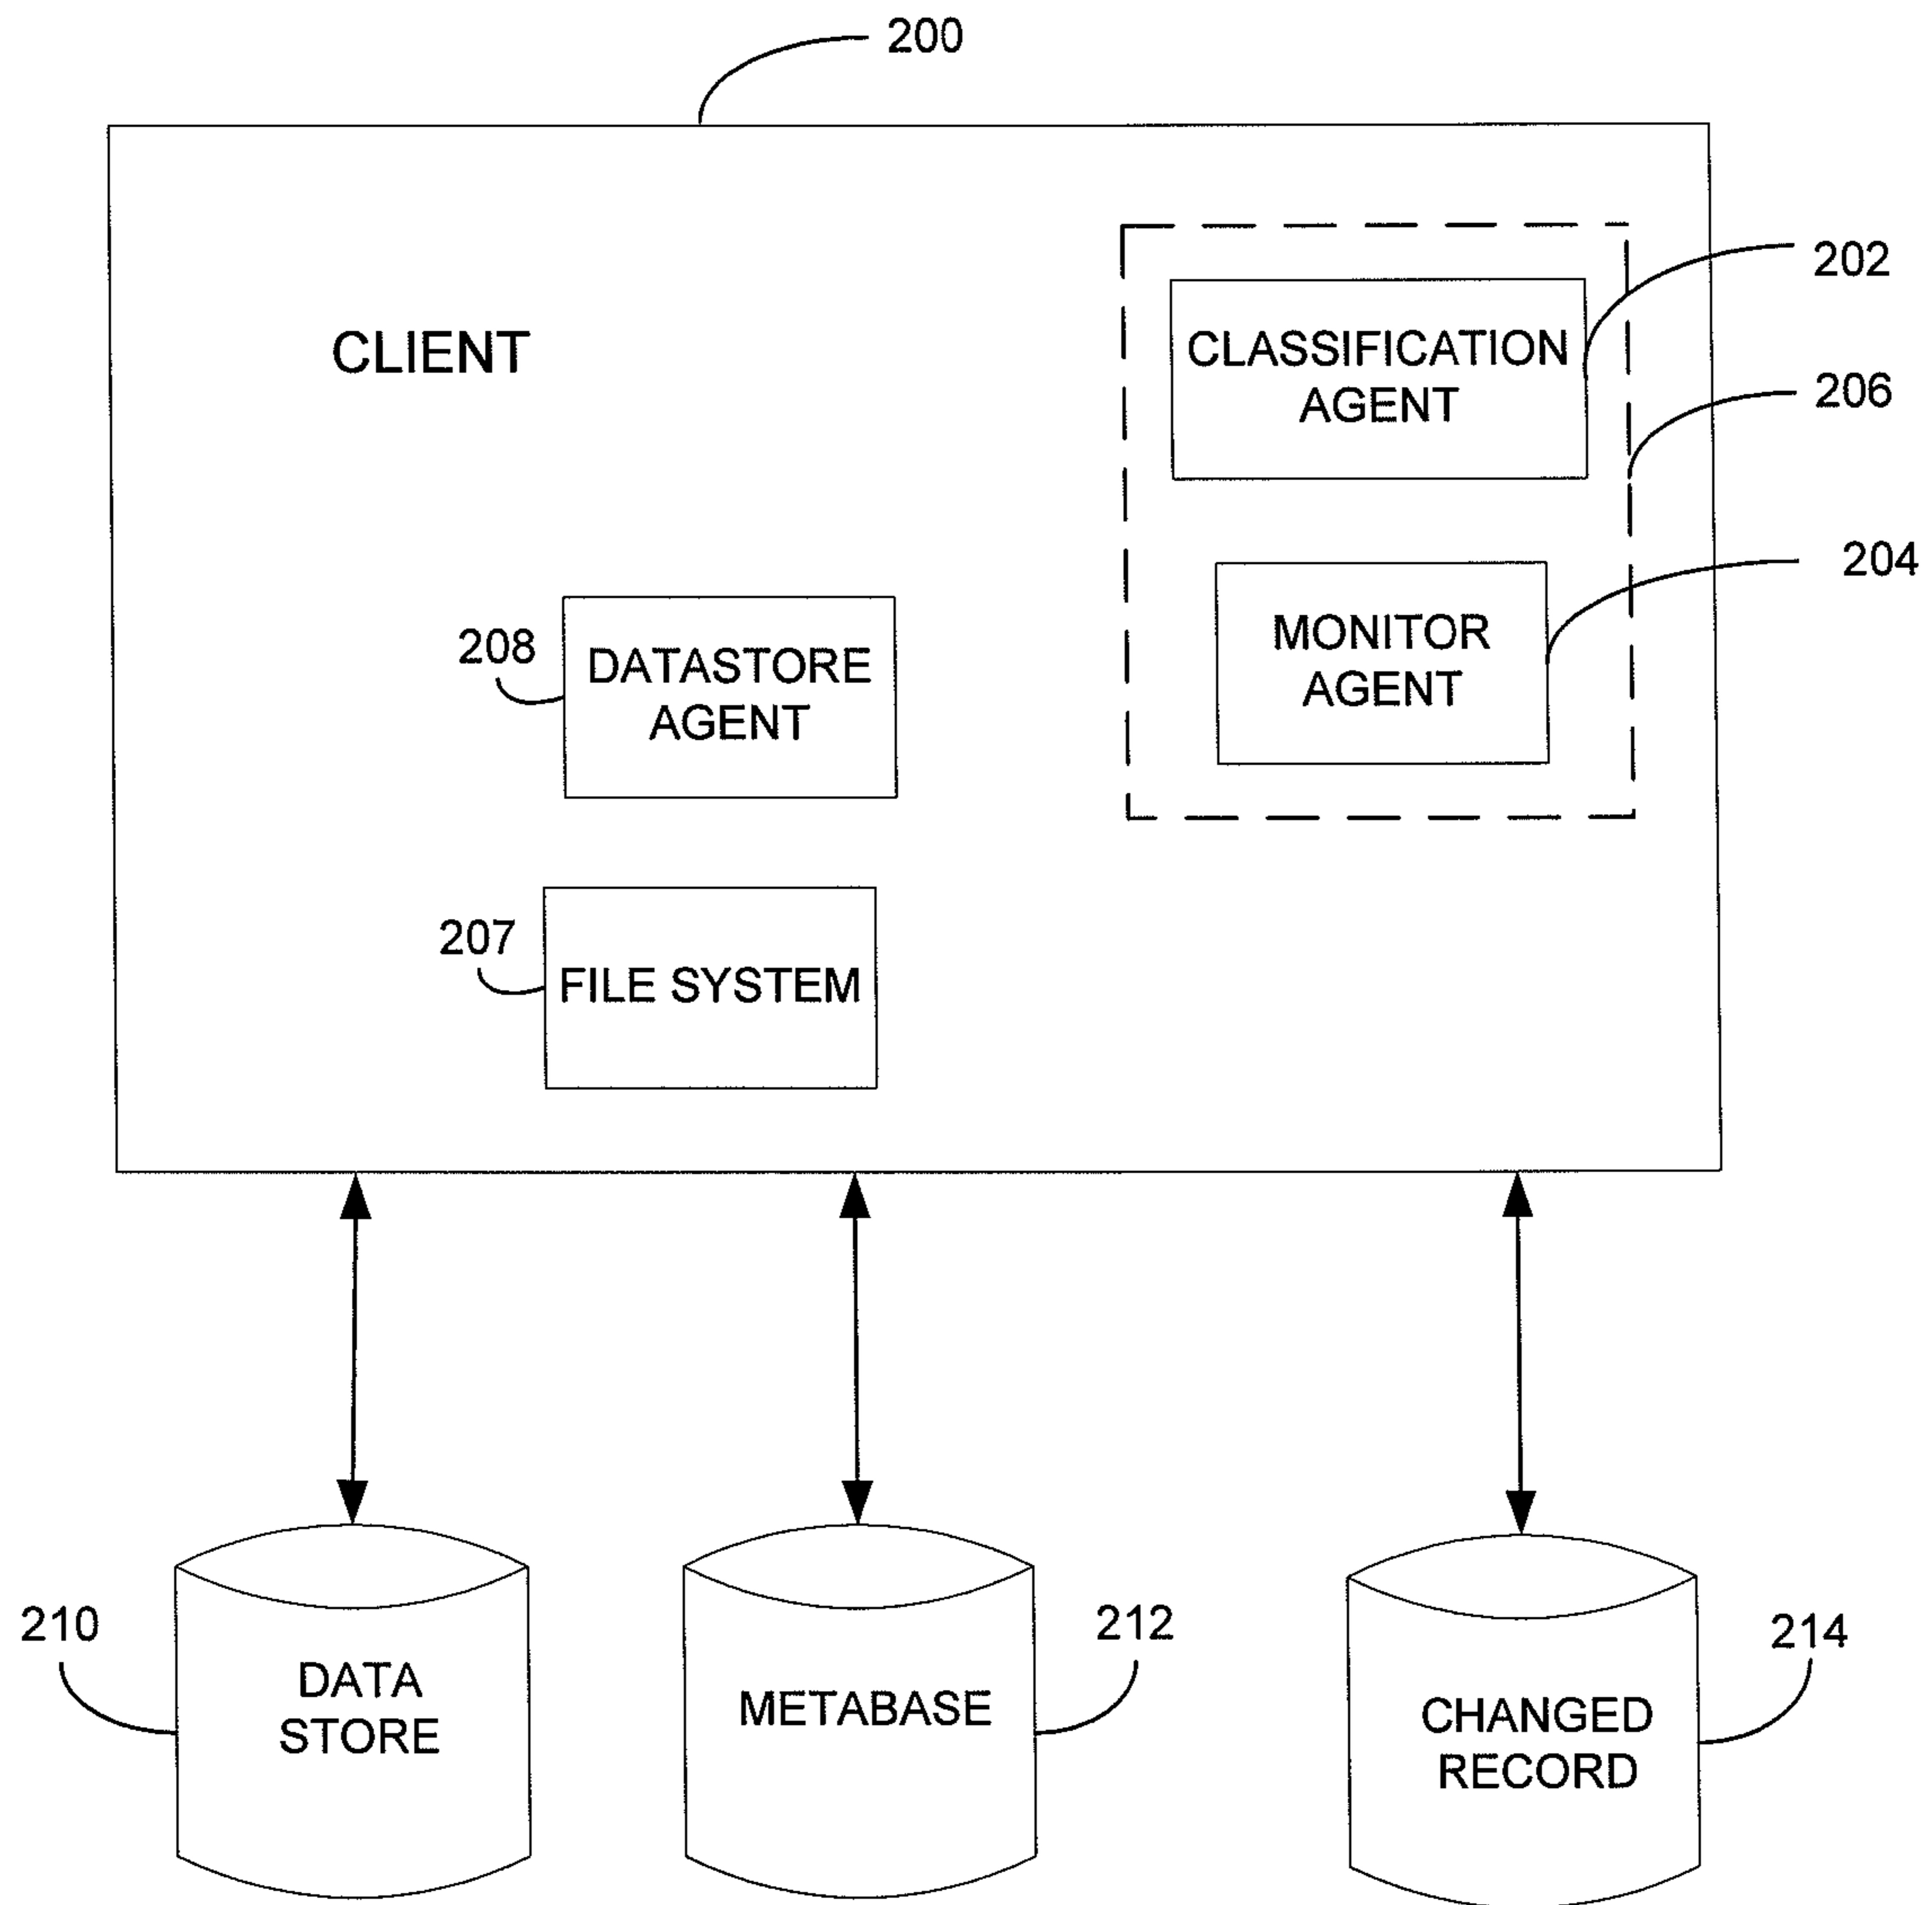 200
202
CLIENT
CLASSIFICATION
AGENT
206
204
208
DATASTORE
AGENT
MONITOR
AGENT
207
FILE SYSTEM
210
DATA
STORE
212
METABASE
214
CHANGED
RECORD